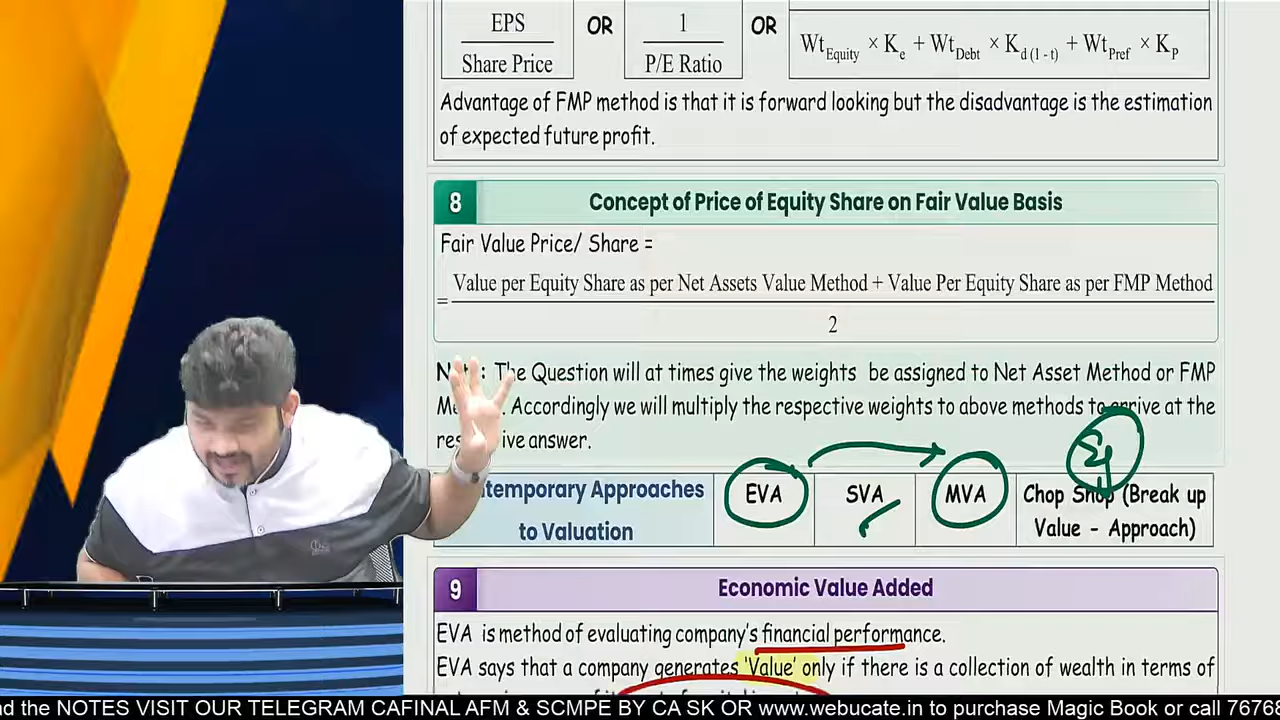 EPS
Share Price
OR
1
P/E Ratio
OR
Wt Equity × Ke + Wt Debt × Kd (1 - t) + Wt Pref × KP
Advantage of FMP method is that it is forward looking but the disadvantage is the estimation
of expected future profit.
8 Concept of Price of Equity Share on Fair Value Basis
Fair Value Price/ Share =
= Value per Equity Share as per Net Assets Value Method + Value Per Equity Share as per FMP Method
2
The Question will at times give the weights be assigned to Net Asset Method or FMP
Accordingly we will multiply the respective weights to above methods to arrive at the
answer.
Approaches
to Valuation
EVA
SVA
MVA
Chop Shop (Break up
Value - Approach)
9 Economic Value Added
EVA is method of evaluating company's financial performance.
EVA says that a company generates 'Value' only if there is a collection of wealth in terms of
nd the NOTES VISIT OUR TELEGRAM CAFINAL AFM & SCMPE BY CA SK OR www.webucate.in to purchase Magic Book or call 76768